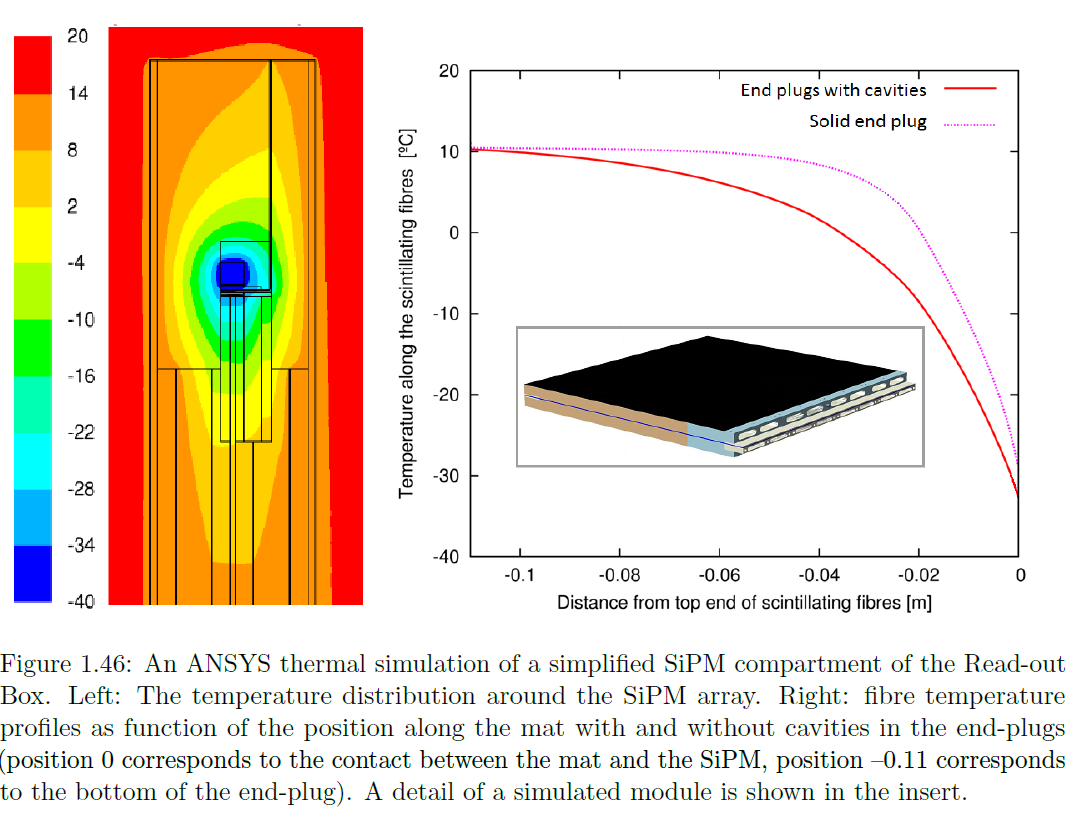 20
14
8
2
-4
-10
-16
-22
-28
-34
-40
20
10
0
-10
-20
-30
-40
Temperature along the scintillating fibres [ºC]
End plugs with cavities
Solid end plug
-0.1
-0.08
-0.06
-0.04
-0.02
0
Distance from top end of scintillating fibres [m]
Figure 1.46: An ANSYS thermal simulation of a simplified SiPM compartment of the Read-out
Box. Left: The temperature distribution around the SiPM array. Right: fibre temperature
profiles as function of the position along the mat with and without cavities in the end-plugs
(position 0 corresponds to the contact between the mat and the SiPM, position –0.11 corresponds
to the bottom of the end-plug). A detail of a simulated module is shown in the insert.